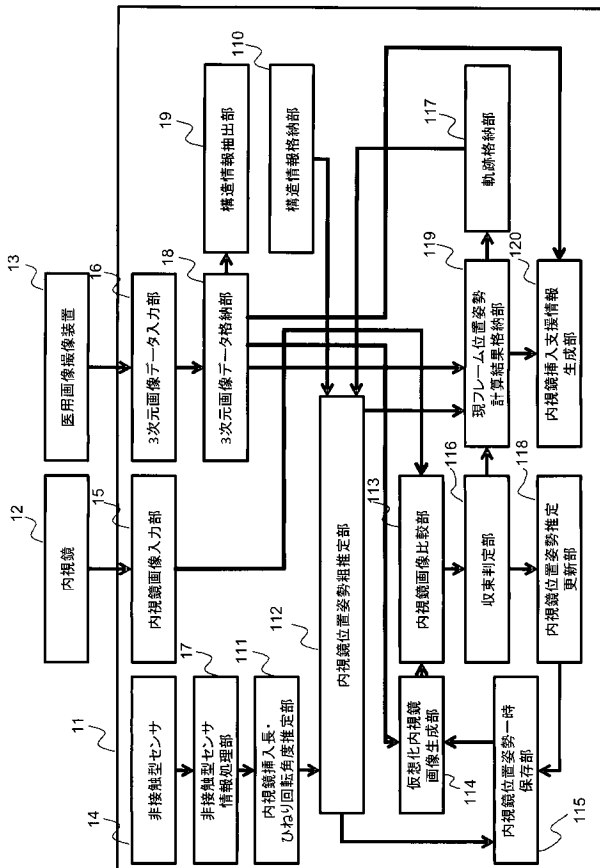 11
12
内視鏡
13
医用画像撮像装置
14
非接触型センサ
15
内視鏡画像入力部
16
3次元画像データ入力部
17
非接触型センサ
情報処理部
18
3次元画像データ格納部
19
構造情報抽出部
110
構造情報格納部
111
内視鏡挿入長・
ひねり回転角度推定部
112
内視鏡位置姿勢粗推定部
113
内視鏡画像比較部
114
仮想化内視鏡
画像生成部
115
内視鏡位置姿勢一時
保存部
116
収束判定部
117
軌跡格納部
118
内視鏡位置姿勢推定
更新部
119
現フレーム位置姿勢
計算結果格納部
120
内視鏡挿入支援情報
生成部